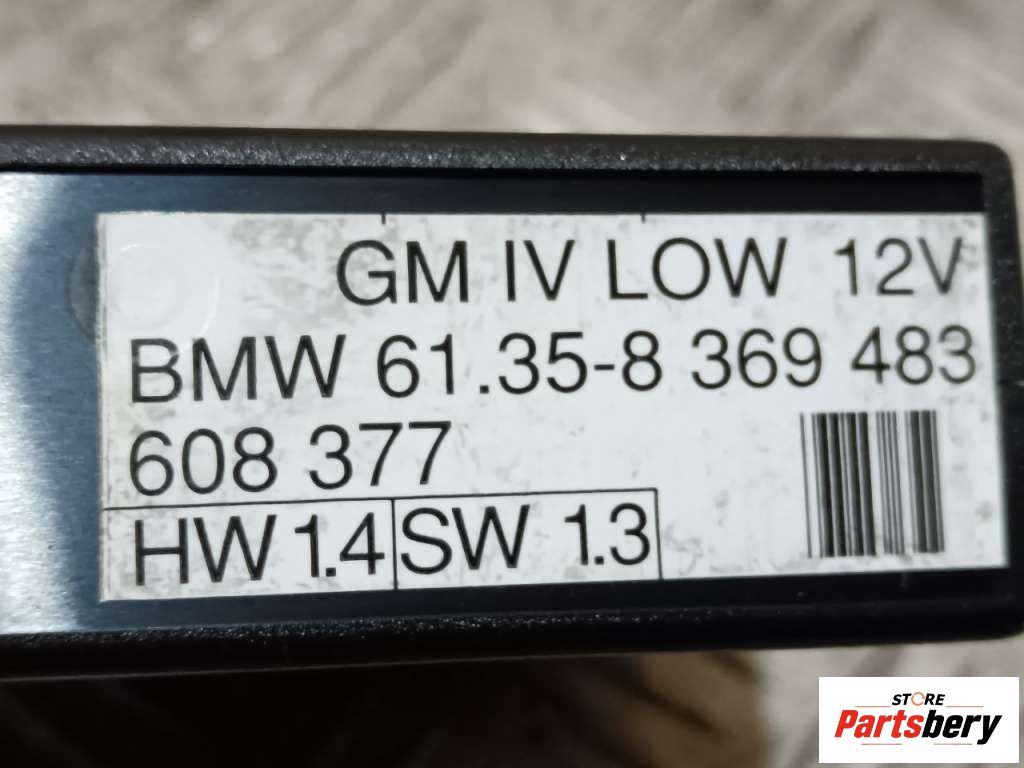 GM IV LOW 12V
BMW 61.35-8 369 483
608 377
HW 1.4 SW 1.3
STORE
Partsbery